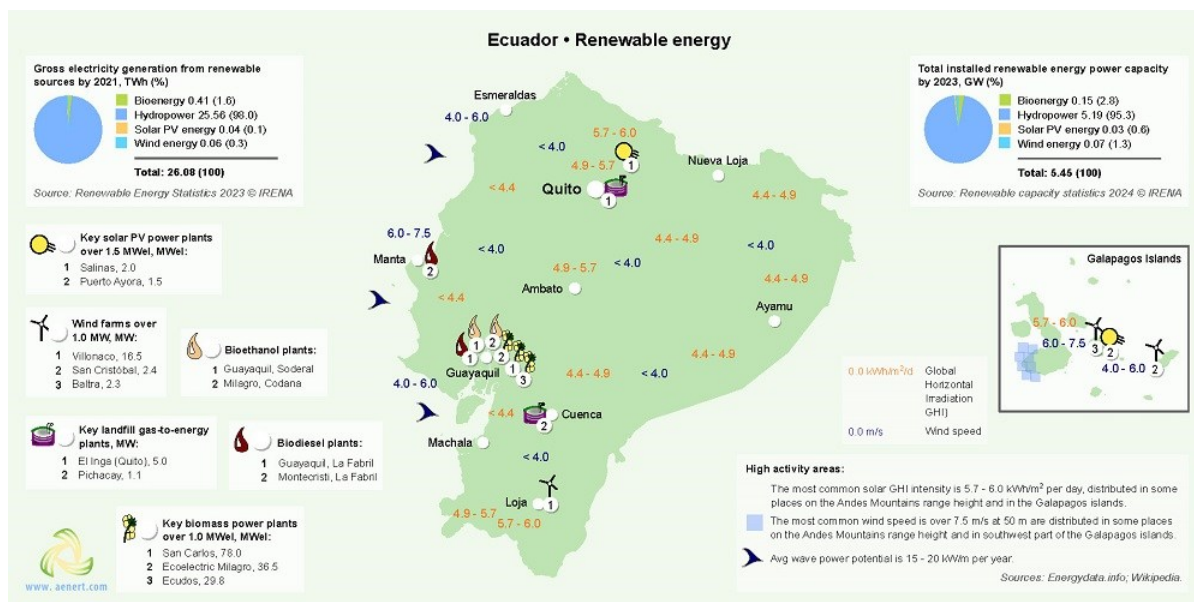 Ecuador • Renewable energy
Gross electricity generation from renewable
sources by 2021, TWh (%)
Bioenergy 0.41 (1.6)
Hydropower 25.56 (98.0)
Solar PV energy 0.04 (0.1)
Wind energy 0.06 (0.3)
Total: 26.08 (100)
Source: Renewable Energy Statistics 2023 © IRENA
Total installed renewable energy power capacity
by 2023, GW (%)
Bioenergy 0.15 (2.8)
Hydropower 5.19 (95.3)
Solar PV energy 0.03 (0.6)
Wind energy 0.07 (1.3)
Total: 5.45 (100)
Source: Renewable capacity statistics 2024 © IRENA
Key solar PV power plants
over 1.5 MWel, MWel:
1 Salinas, 2.0
2 Puerto Ayora, 1.5
Wind farms over
1.0 MW, MW:
1 Villonaco, 16.5
2 San Cristóbal, 2.4
3 Baltra, 2.3
Bioethanol plants:
1 Guayaquil, Soderal
2 Milagro, Codana
Key landfill gas-to-energy
plants, MW:
1 El Inga (Quito), 5.0
2 Pichacay, 1.1
Biodiesel plants:
1 Guayaquil, La Fabril
2 Montecristi, La Fabril
Key biomass power plants
over 1.0 MWel, MWel:
1 San Carlos, 78.0
2 Ecoelectric Milagro, 36.5
3 Ecudos, 29.8
www.aenert.com
Esmeraldas
4.0 - 6.0
5.7 - 6.0
< 4.0
1
4.9 - 5.7
Nueva Loja
< 4.4
Quito
1
4.4 - 4.9
6.0 - 7.5
4.4 - 4.9
< 4.0
< 4.0
Manta
2
4.9 - 5.7
< 4.0
4.4 - 4.9
Ambato
< 4.4
Ayamu
1
2
1
2
4.4 - 4.9
Guayaquil
3
4.4 - 4.9
< 4.0
4.0 - 6.0
< 4.4
2
Cuenca
Machala
< 4.0
Loja
1
4.9 - 5.7
5.7 - 6.0
Galapagos Islands
5.7 - 6.0
6.0 - 7.5
3
2
4.0 - 6.0
2
0.0 kWh/m²/d Global
Horizontal
Irradiation
GHI)
0.0 m/s Wind speed
High activity areas:
The most common solar GHI intensity is 5.7 - 6.0 kWh/m² per day, distributed in some
places on the Andes Mountains range height and in the Galapagos islands.
The most common wind speed is over 7.5 m/s at 50 m are distributed in some places
on the Andes Mountains range height and in southwest part of the Galapagos islands.
Avg wave power potential is 15 - 20 kW/m per year.
Sources: Energydata.info; Wikipedia.